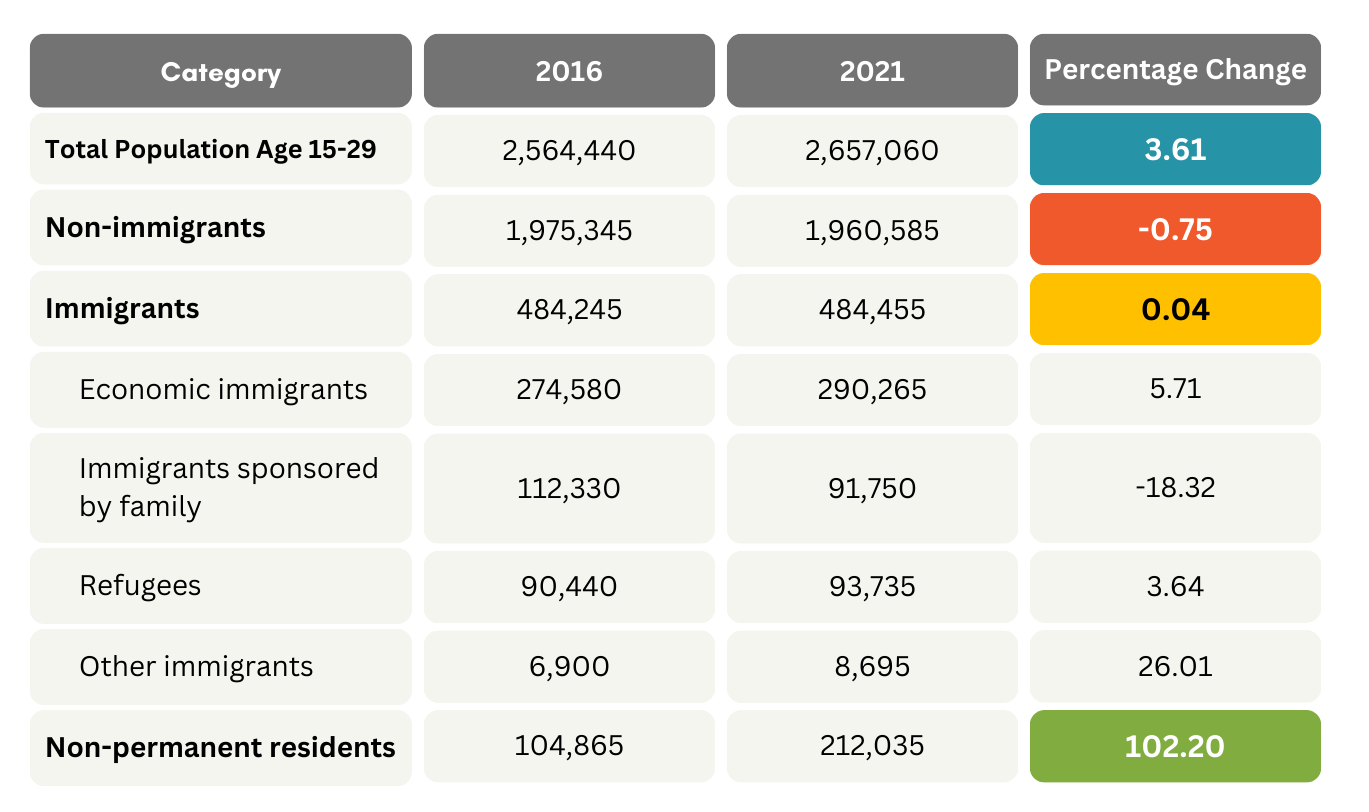 Category 2016 2021 Percentage Change
Total Population Age 15-29 2,564,440 2,657,060 3.61
Non-immigrants 1,975,345 1,960,585 -0.75
Immigrants 484,245 484,455 0.04
Economic immigrants 274,580 290,265 5.71
Immigrants sponsored
by family 112,330 91,750 -18.32
Refugees 90,440 93,735 3.64
Other immigrants 6,900 8,695 26.01
Non-permanent residents 104,865 212,035 102.20